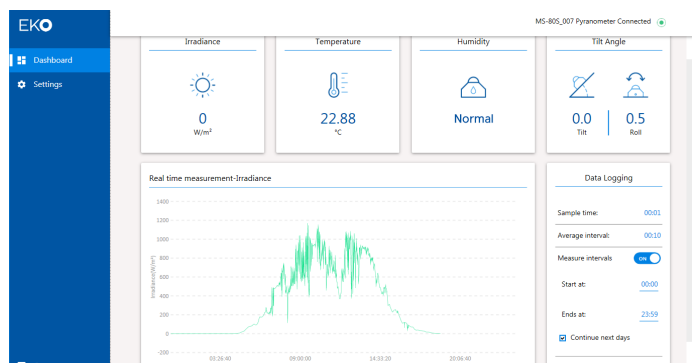 EKO
MS-80S_007 Pyranometer Connected
Dashboard
Settings
Irradiance
0
W/m²
Temperature
22.88
°C
Humidity
Normal
Tilt Angle
0.0
Tilt
0.5
Roll
Real time measurement-Irradiance
Irradiance(W/m²)
1400
1200
1000
800
600
400
200
0
-200
03:26:40
09:00:00
14:33:20
20:06:40
Data Logging
Sample time: 00:01
Average interval: 00:10
Measure intervals ON
Start at: 00:00
Ends at: 23:59
Continue next days